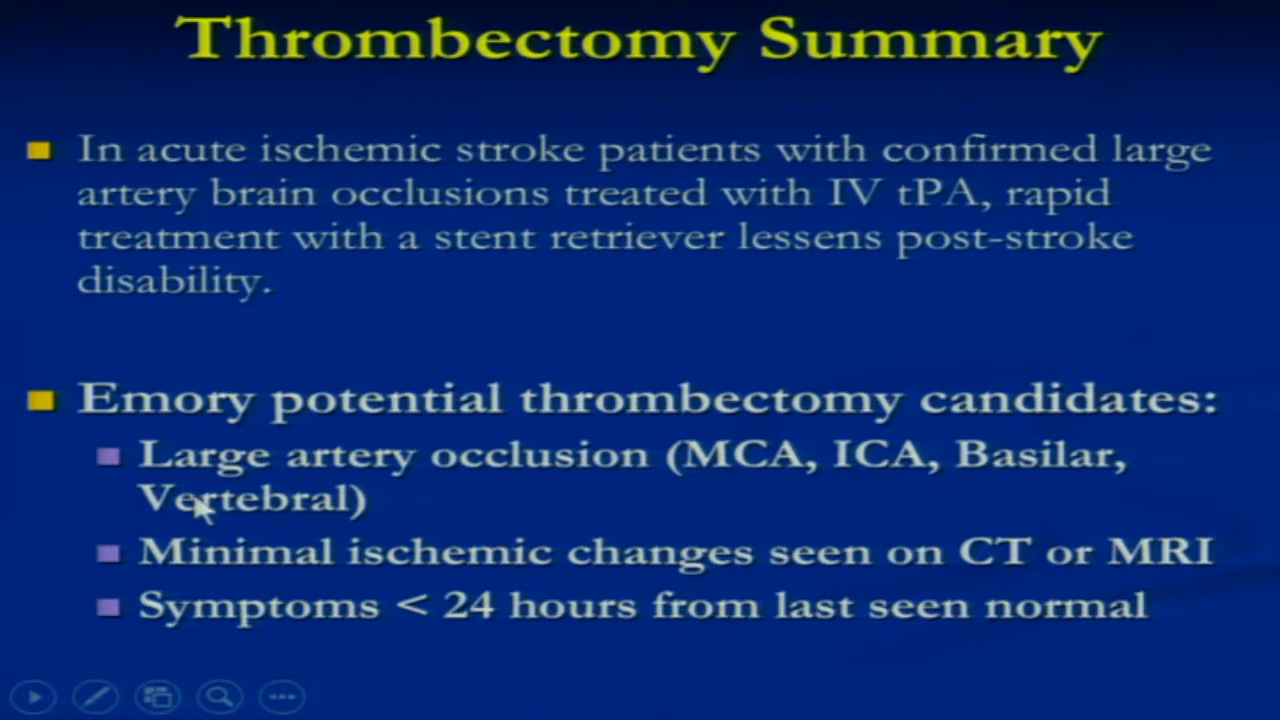 Thrombectomy Summary
In acute ischemic stroke patients with confirmed large
artery brain occlusions treated with IV tPA, rapid
treatment with a stent retriever lessens post-stroke
disability.
Emory potential thrombectomy candidates:
Large artery occlusion (MCA, ICA, Basilar,
Vertebral)
Minimal ischemic changes seen on CT or MRI
Symptoms < 24 hours from last seen normal